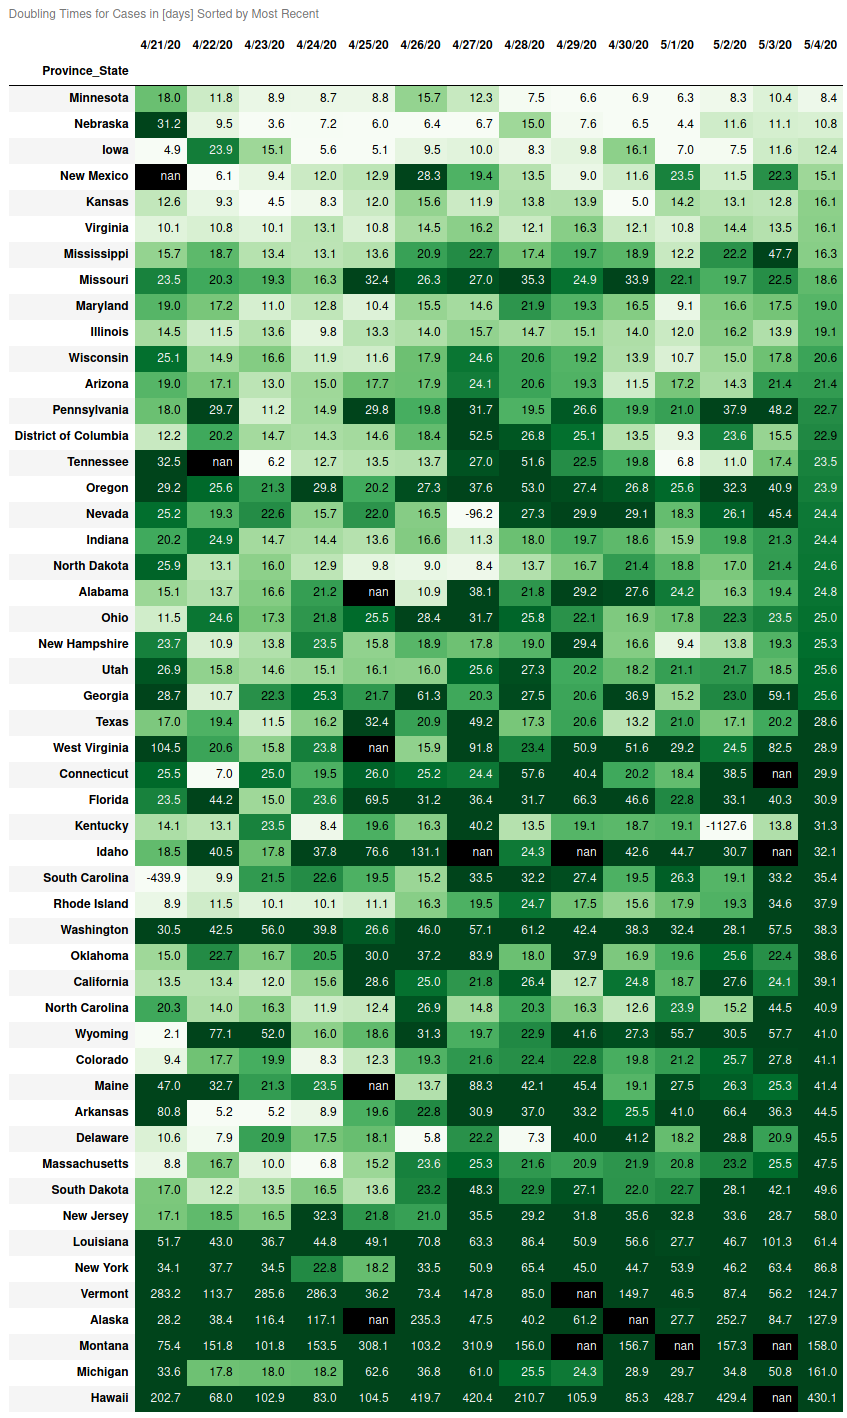 Doubling Times for Cases in [days] Sorted by Most Recent
4/21/20 4/22/20 4/23/20 4/24/20 4/25/20 4/26/20 4/27/20 4/28/20 4/29/20 4/30/20 5/1/20 5/2/20 5/3/20 5/4/20
Province_State
Minnesota 18.0 11.8 8.9 8.7 8.8 15.7 12.3 7.5 6.6 6.9 6.3 8.3 10.4 8.4
Nebraska 31.2 9.5 3.6 7.2 6.0 6.4 6.7 15.0 7.6 6.5 4.4 11.6 11.1 10.8
Iowa 4.9 23.9 15.1 5.6 5.1 9.5 10.0 8.3 9.8 16.1 7.0 7.5 11.6 12.4
New Mexico nan 6.1 9.4 12.0 12.9 28.3 19.4 13.5 9.0 11.6 23.5 11.5 22.3 15.1
Kansas 12.6 9.3 4.5 8.3 12.0 15.6 11.9 13.8 13.9 5.0 14.2 13.1 12.8 16.1
Virginia 10.1 10.8 10.1 13.1 10.8 14.5 16.2 12.1 16.3 12.1 10.8 14.4 13.5 16.1
Mississippi 15.7 18.7 13.4 13.1 13.6 20.9 22.7 17.4 19.7 18.9 12.2 22.2 47.7 16.3
Missouri 23.5 20.3 19.3 16.3 32.4 26.3 27.0 35.3 24.9 33.9 22.1 19.7 22.5 18.6
Maryland 19.0 17.2 11.0 12.8 10.4 15.5 14.6 21.9 19.3 16.5 9.1 16.6 17.5 19.0
Illinois 14.5 11.5 13.6 9.8 13.3 14.0 15.7 14.7 15.1 14.0 12.0 16.2 13.9 19.1
Wisconsin 25.1 14.9 16.6 11.9 11.6 17.9 24.6 20.6 19.2 13.9 10.7 15.0 17.8 20.6
Arizona 19.0 17.1 13.0 15.0 17.7 17.9 24.1 20.6 19.3 11.5 17.2 14.3 21.4 21.4
Pennsylvania 18.0 29.7 11.2 14.9 29.8 19.8 31.7 19.5 26.6 19.9 21.0 37.9 48.2 22.7
District of Columbia 12.2 20.2 14.7 14.3 14.6 18.4 52.5 26.8 25.1 13.5 9.3 23.6 15.5 22.9
Tennessee 32.5 nan 6.2 12.7 13.5 13.7 27.0 51.6 22.5 19.8 6.8 11.0 17.4 23.5
Oregon 29.2 25.6 21.3 29.8 20.2 27.3 37.6 53.0 27.4 26.8 25.6 32.3 40.9 23.9
Nevada 25.2 19.3 22.6 15.7 22.0 16.5 -96.2 27.3 29.9 29.1 18.3 26.1 45.4 24.4
Indiana 20.2 24.9 14.7 14.4 13.6 16.6 11.3 18.0 19.7 18.6 15.9 19.8 21.3 24.4
North Dakota 25.9 13.1 16.0 12.9 9.8 9.0 8.4 13.7 16.7 21.4 18.8 17.0 21.4 24.6
Alabama 15.1 13.7 16.6 21.2 nan 10.9 38.1 21.8 29.2 27.6 24.2 16.3 19.4 24.8
Ohio 11.5 24.6 17.3 21.8 25.5 28.4 31.7 25.8 22.1 16.9 17.8 22.3 23.5 25.0
New Hampshire 23.7 10.9 13.8 23.5 15.8 18.9 17.8 19.0 29.4 16.6 9.4 13.8 19.3 25.3
Utah 26.9 15.8 14.6 15.1 16.1 16.0 25.6 27.3 20.2 18.2 21.1 21.7 18.5 25.6
Georgia 28.7 10.7 22.3 25.3 21.7 61.3 20.3 27.5 20.6 36.9 15.2 23.0 59.1 25.6
Texas 17.0 19.4 11.5 16.2 32.4 20.9 49.2 17.3 20.6 13.2 21.0 17.1 20.2 28.6
West Virginia 104.5 20.6 15.8 23.8 nan 15.9 91.8 23.4 50.9 51.6 29.2 24.5 82.5 28.9
Connecticut 25.5 7.0 25.0 19.5 26.0 25.2 24.4 57.6 40.4 20.2 18.4 38.5 nan 29.9
Florida 23.5 44.2 15.0 23.6 69.5 31.2 36.4 31.7 66.3 46.6 22.8 33.1 40.3 30.9
Kentucky 14.1 13.1 23.5 8.4 19.6 16.3 40.2 13.5 19.1 18.7 19.1 -1127.6 13.8 31.3
Idaho 18.5 40.5 17.8 37.8 76.6 131.1 nan 24.3 nan 42.6 44.7 30.7 nan 32.1
South Carolina -439.9 9.9 21.5 22.6 19.5 15.2 33.5 32.2 27.4 19.5 26.3 19.1 33.2 35.4
Rhode Island 8.9 11.5 10.1 10.1 11.1 16.3 19.5 24.7 17.5 15.6 17.9 19.3 34.6 37.9
Washington 30.5 42.5 56.0 39.8 26.6 46.0 57.1 61.2 42.4 38.3 32.4 28.1 57.5 38.3
Oklahoma 15.0 22.7 16.7 20.5 30.0 37.2 83.9 18.0 37.9 16.9 19.6 25.6 22.4 38.6
California 13.5 13.4 12.0 15.6 28.6 25.0 21.8 26.4 12.7 24.8 18.7 27.6 24.1 39.1
North Carolina 20.3 14.0 16.3 11.9 12.4 26.9 14.8 20.3 16.3 12.6 23.9 15.2 44.5 40.9
Wyoming 2.1 77.1 52.0 16.0 18.6 31.3 19.7 22.9 41.6 27.3 55.7 30.5 57.7 41.0
Colorado 9.4 17.7 19.9 8.3 12.3 19.3 21.6 22.4 22.8 19.8 21.2 25.7 27.8 41.1
Maine 47.0 32.7 21.3 23.5 nan 13.7 88.3 42.1 45.4 19.1 27.5 26.3 25.3 41.4
Arkansas 80.8 5.2 5.2 8.9 19.6 22.8 30.9 37.0 33.2 25.5 41.0 66.4 36.3 44.5
Delaware 10.6 7.9 20.9 17.5 18.1 5.8 22.2 7.3 40.0 41.2 18.2 28.8 20.9 45.5
Massachusetts 8.8 16.7 10.0 6.8 15.2 23.6 25.3 21.6 20.9 21.9 20.8 23.2 25.5 47.5
South Dakota 17.0 12.2 13.5 16.5 13.6 23.2 48.3 22.9 27.1 22.0 22.7 28.1 42.1 49.6
New Jersey 17.1 18.5 16.5 32.3 21.8 21.0 35.5 29.2 31.8 35.6 32.8 33.6 28.7 58.0
Louisiana 51.7 43.0 36.7 44.8 49.1 70.8 63.3 86.4 50.9 56.6 27.7 46.7 101.3 61.4
New York 34.1 37.7 34.5 22.8 18.2 33.5 50.9 65.4 45.0 44.7 53.9 46.2 63.4 86.8
Vermont 283.2 113.7 285.6 286.3 36.2 73.4 147.8 85.0 nan 149.7 46.5 87.4 56.2 124.7
Alaska 28.2 38.4 116.4 117.1 nan 235.3 47.5 40.2 61.2 nan 27.7 252.7 84.7 127.9
Montana 75.4 151.8 101.8 153.5 308.1 103.2 310.9 156.0 nan 156.7 nan 157.3 nan 158.0
Michigan 33.6 17.8 18.0 18.2 62.6 36.8 61.0 25.5 24.3 28.9 29.7 34.8 50.8 161.0
Hawaii 202.7 68.0 102.9 83.0 104.5 419.7 420.4 210.7 105.9 85.3 428.7 429.4 nan 430.1